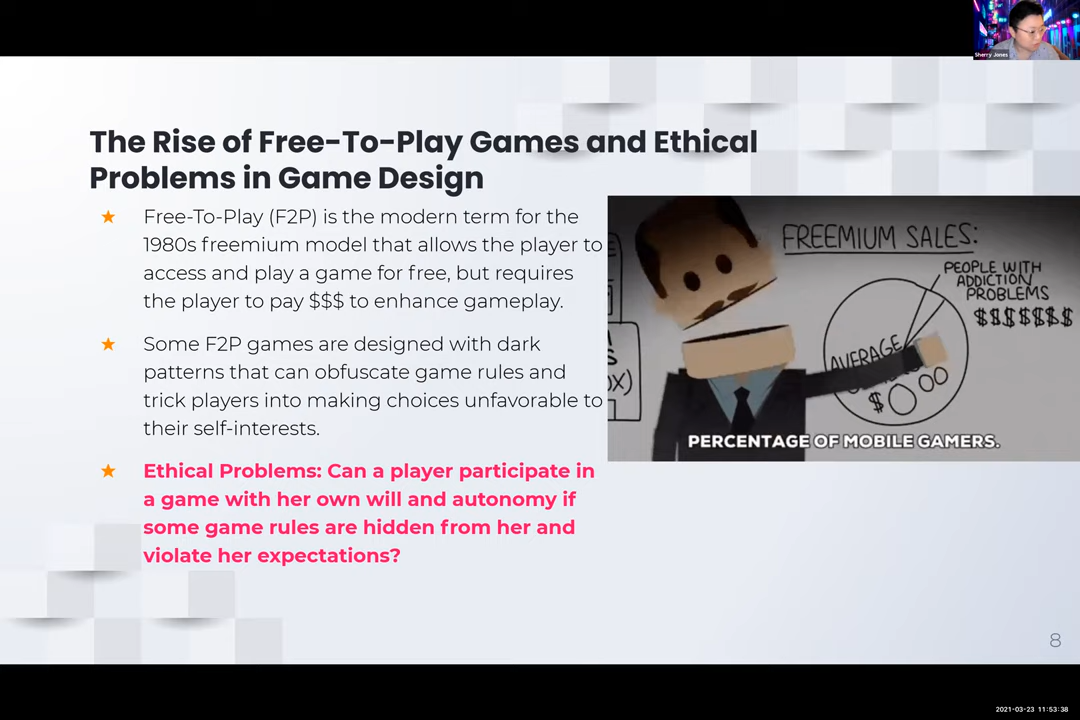 Sherry Jones
The Rise of Free-To-Play Games and Ethical
Problems in Game Design
★ Free-To-Play (F2P) is the modern term for the
1980s freemium model that allows the player to
access and play a game for free, but requires
the player to pay $$$ to enhance gameplay.
★ Some F2P games are designed with dark
patterns that can obfuscate game rules and
trick players into making choices unfavorable to
their self-interests.
★ Ethical Problems: Can a player participate in
a game with her own will and autonomy if
some game rules are hidden from her and
violate her expectations?
FREEMIUM SALES:
PEOPLE WITH
ADDICTION
PROBLEMS
$$$$$$$
AVERAGE
$0.00
OX)
PERCENTAGE OF MOBILE GAMERS.
8
2021-03-23 11:53:38